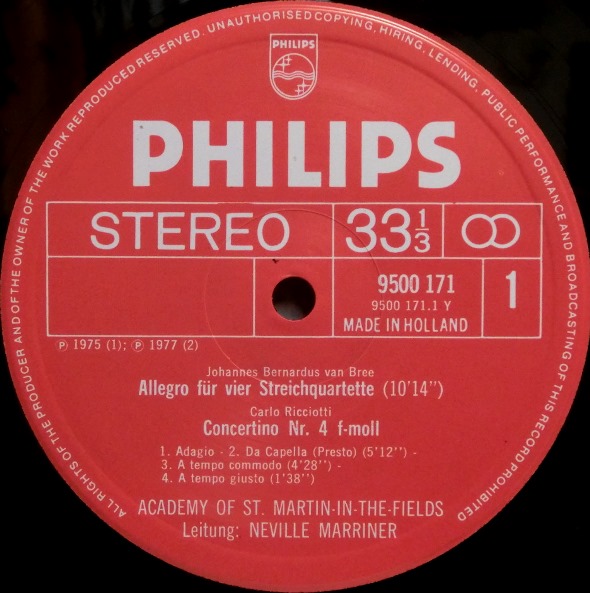 ALL RIGHTS OF THE PRODUCER AND OF THE OWNER OF THE WORK REPRODUCED RESERVED. UNAUTHORISED COPYING, HIRING, LENDING, PUBLIC PERFORMANCE AND BROADCASTING OF THIS RECORD PROHIBITED
PHILIPS
PHILIPS
STEREO 33⅓
9500 171 1
9500 171.1 Y
MADE IN HOLLAND
℗ 1975 (1); ℗ 1977 (2)
Johannes Bernardus van Bree
Allegro für vier Streichquartette (10'14")
Carlo Ricciotti
Concertino Nr. 4 f-moll
1. Adagio - 2. Da Capella (Presto) (5'12") -
3. A tempo commodo (4'28") -
4. A tempo giusto (1'38")
ACADEMY OF ST. MARTIN-IN-THE-FIELDS
Leitung: NEVILLE MARRINER